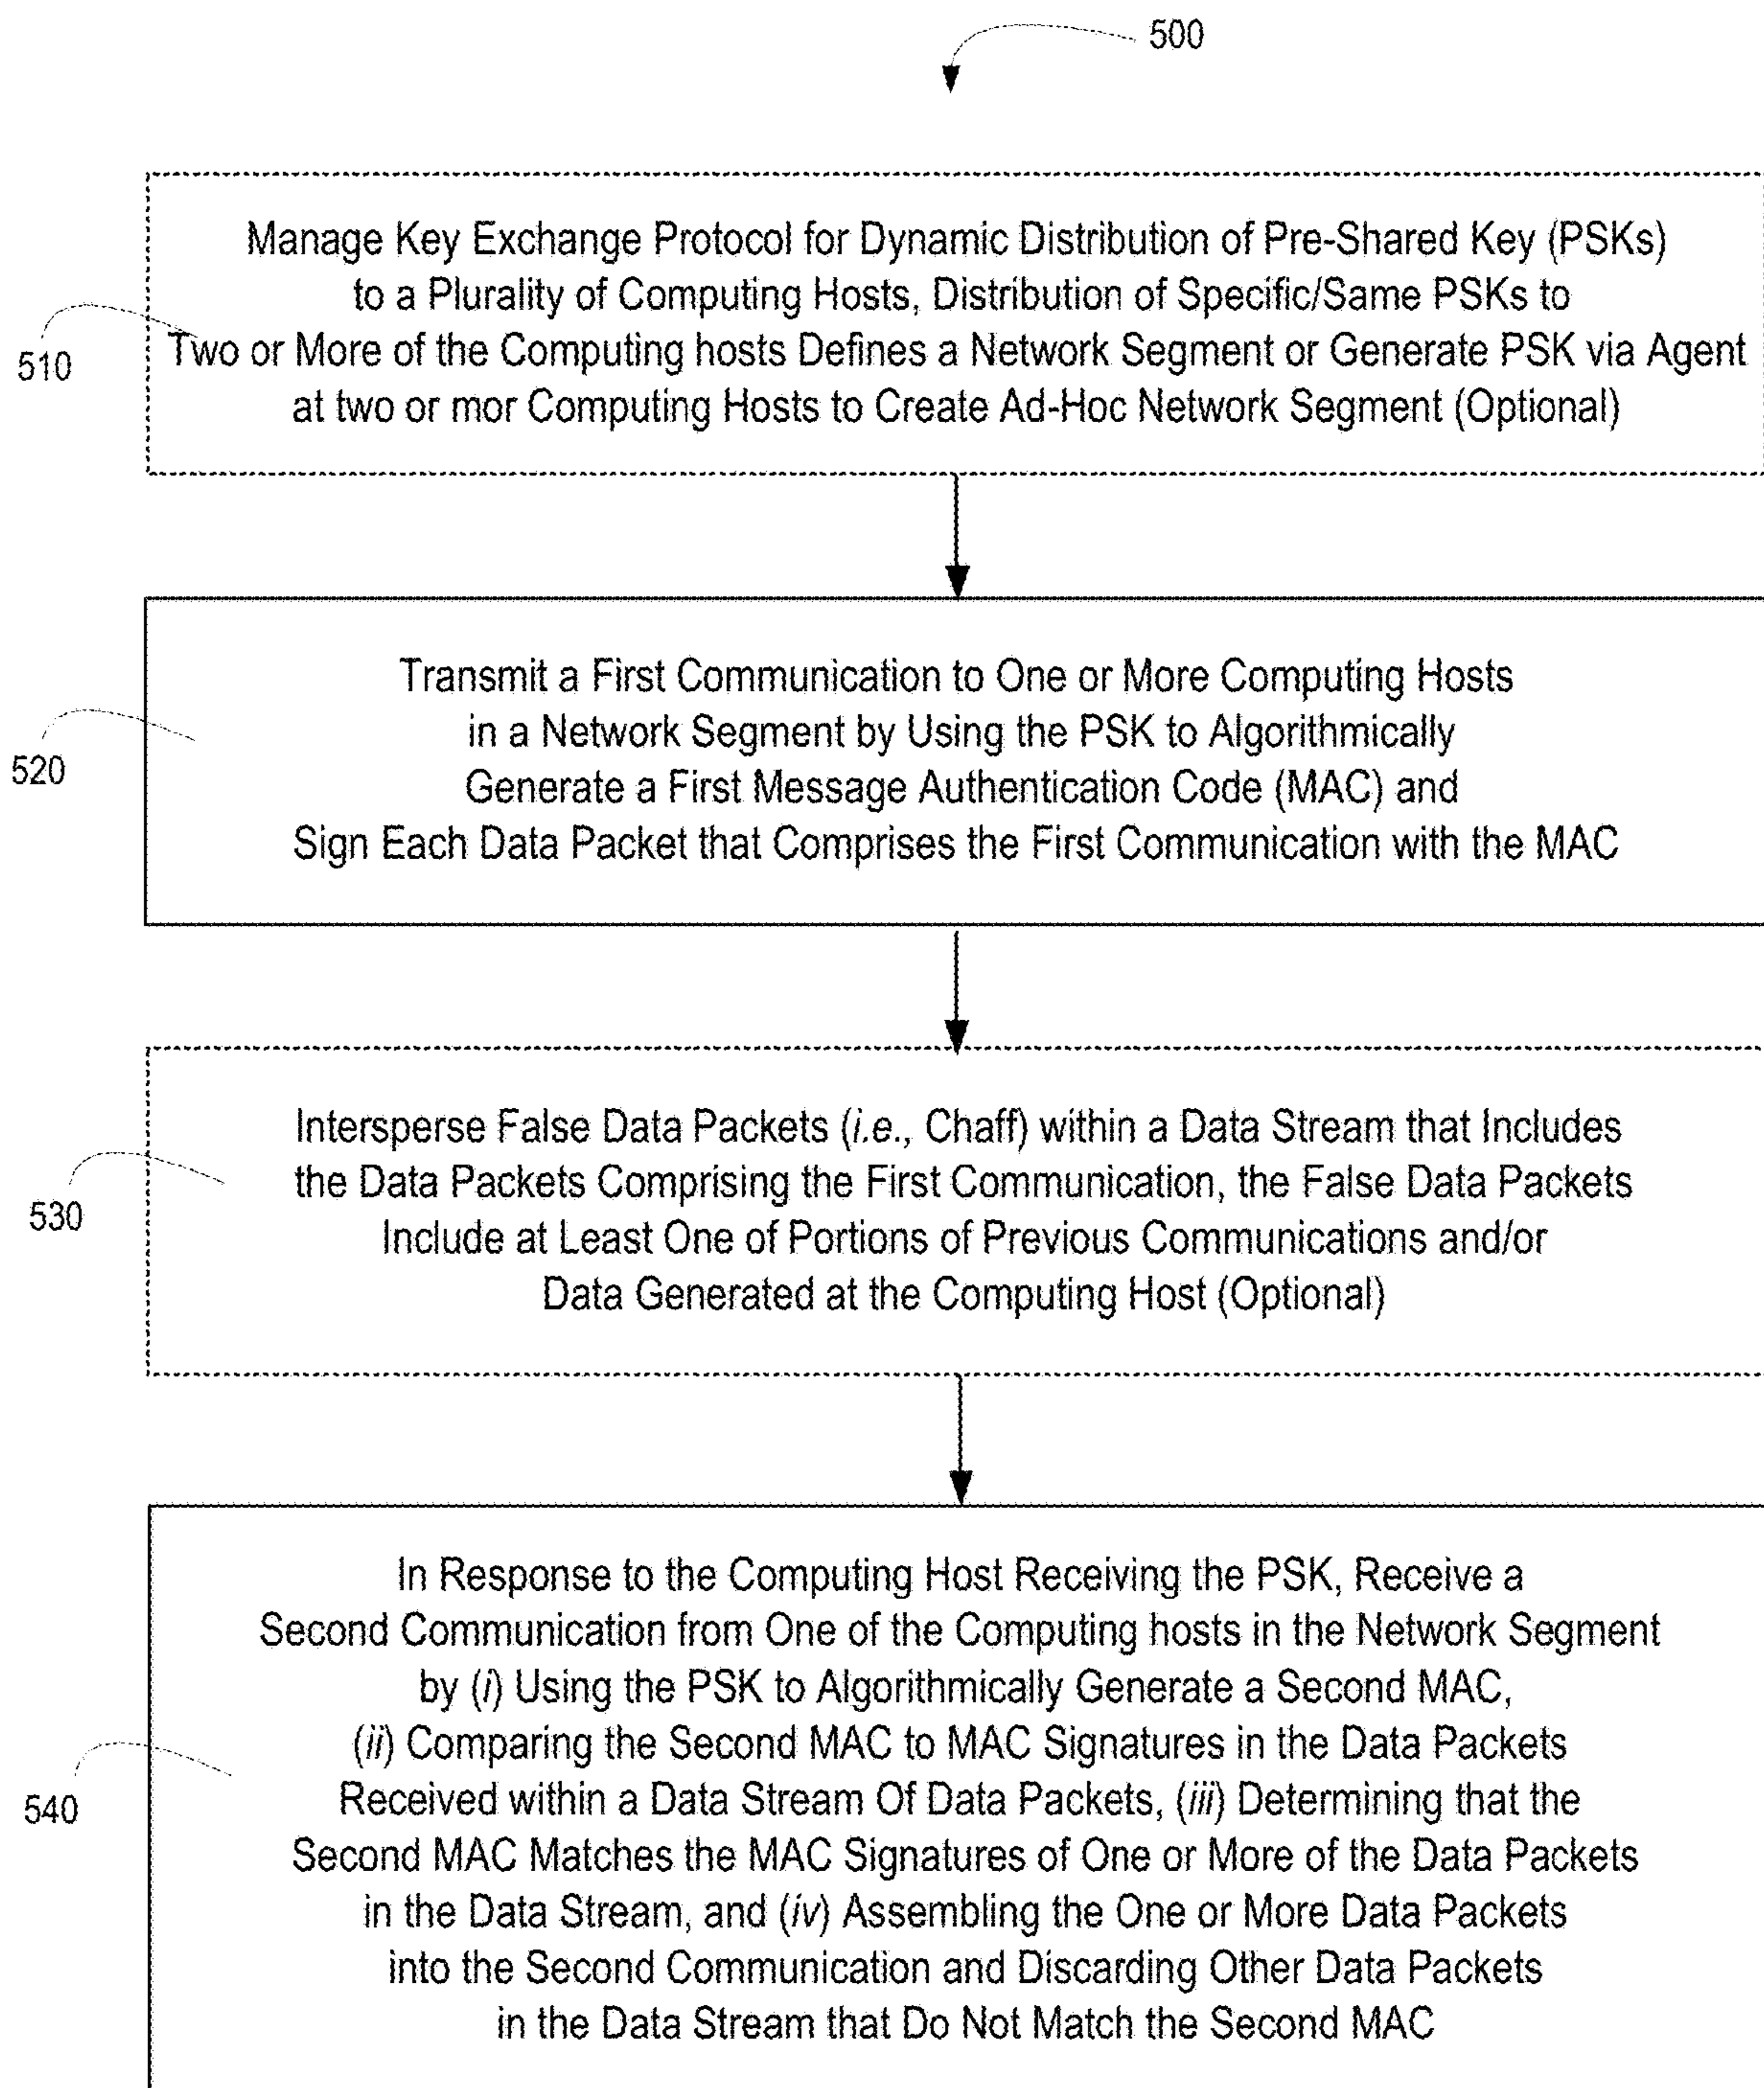 500
Manage Key Exchange Protocol for Dynamic Distribution of Pre-Shared Key (PSKs)
to a Plurality of Computing Hosts, Distribution of Specific/Same PSKs to
Two or More of the Computing hosts Defines a Network Segment or Generate PSK via Agent
at two or mor Computing Hosts to Create Ad-Hoc Network Segment (Optional)
510
Transmit a First Communication to One or More Computing Hosts
in a Network Segment by Using the PSK to Algorithmically
Generate a First Message Authentication Code (MAC) and
Sign Each Data Packet that Comprises the First Communication with the MAC
520
Intersperse False Data Packets (i.e., Chaff) within a Data Stream that Includes
the Data Packets Comprising the First Communication, the False Data Packets
Include at Least One of Portions of Previous Communications and/or
Data Generated at the Computing Host (Optional)
530
In Response to the Computing Host Receiving the PSK, Receive a
Second Communication from One of the Computing hosts in the Network Segment
by (i) Using the PSK to Algorithmically Generate a Second MAC,
(ii) Comparing the Second MAC to MAC Signatures in the Data Packets
Received within a Data Stream Of Data Packets, (iii) Determining that the
Second MAC Matches the MAC Signatures of One or More of the Data Packets
in the Data Stream, and (iv) Assembling the One or More Data Packets
into the Second Communication and Discarding Other Data Packets
in the Data Stream that Do Not Match the Second MAC
540